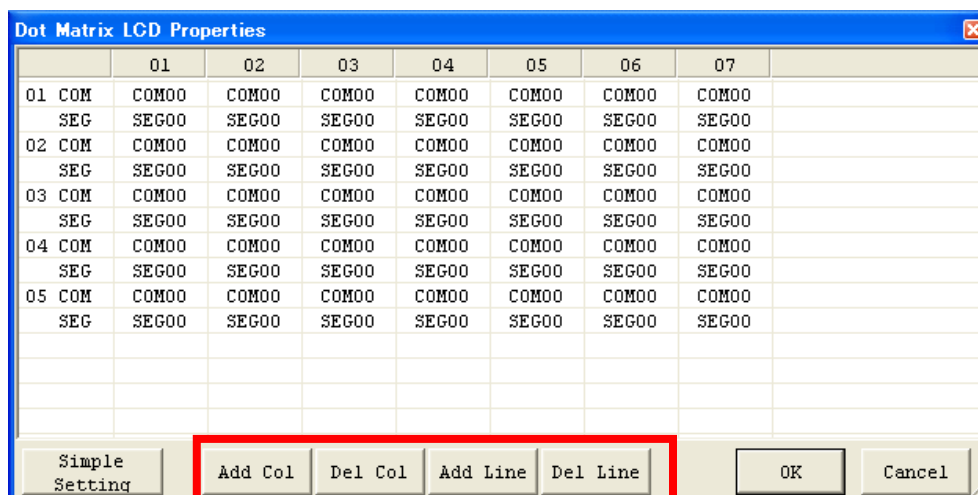 Dot Matrix LCD Properties
01 02 03 04 05 06 07
01 COM COM00 COM00 COM00 COM00 COM00 COM00 COM00
SEG SEG00 SEG00 SEG00 SEG00 SEG00 SEG00 SEG00
02 COM COM00 COM00 COM00 COM00 COM00 COM00 COM00
SEG SEG00 SEG00 SEG00 SEG00 SEG00 SEG00 SEG00
03 COM COM00 COM00 COM00 COM00 COM00 COM00 COM00
SEG SEG00 SEG00 SEG00 SEG00 SEG00 SEG00 SEG00
04 COM COM00 COM00 COM00 COM00 COM00 COM00 COM00
SEG SEG00 SEG00 SEG00 SEG00 SEG00 SEG00 SEG00
05 COM COM00 COM00 COM00 COM00 COM00 COM00 COM00
SEG SEG00 SEG00 SEG00 SEG00 SEG00 SEG00 SEG00
Simple
Setting
Add Col Del Col Add Line Del Line OK Cancel